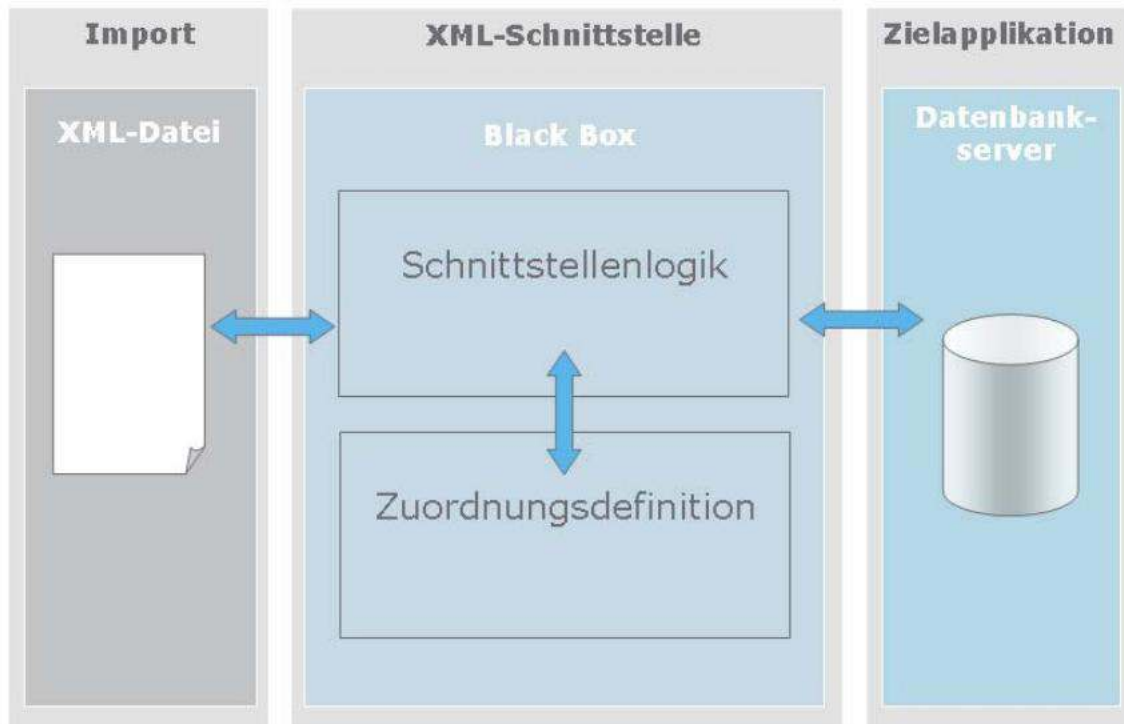 Import
XML-Datei
XML-Schnittstelle
Black Box
Schnittstellenlogik
Zuordnungsdefinition
Zielapplikation
Datenbank-
server